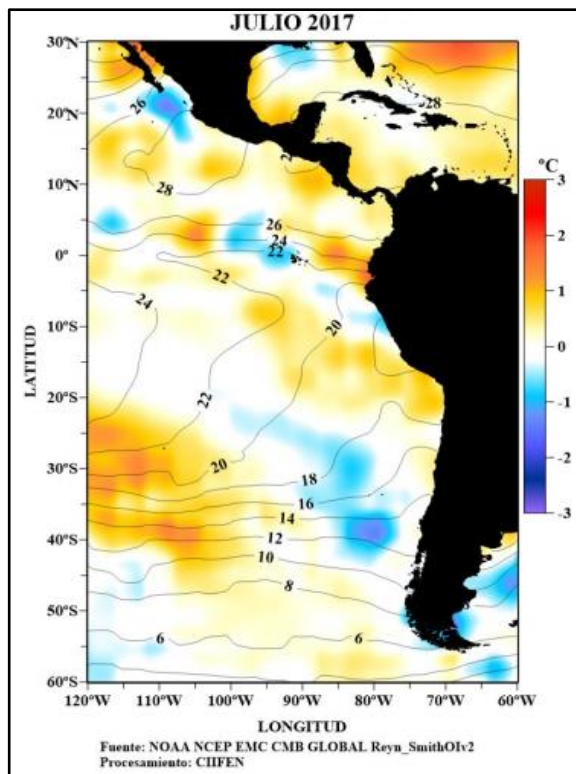 JULIO 2017
30°N
20°N
10°N
0°
10°S
20°S
30°S
40°S
50°S
60°S
LATITUD
26
28
28
26
24
22
22
24
20
22
20
18
16
14
12
10
8
6
6
°C
3
2
1
0
-1
-2
-3
120°W 110°W 100°W 90°W 80°W 70°W 60°W
LONGITUD
Fuente: NOAA NCEP EMC CMB GLOBAL Reyn_SmithOIv2
Procesamiento: CIIFEN